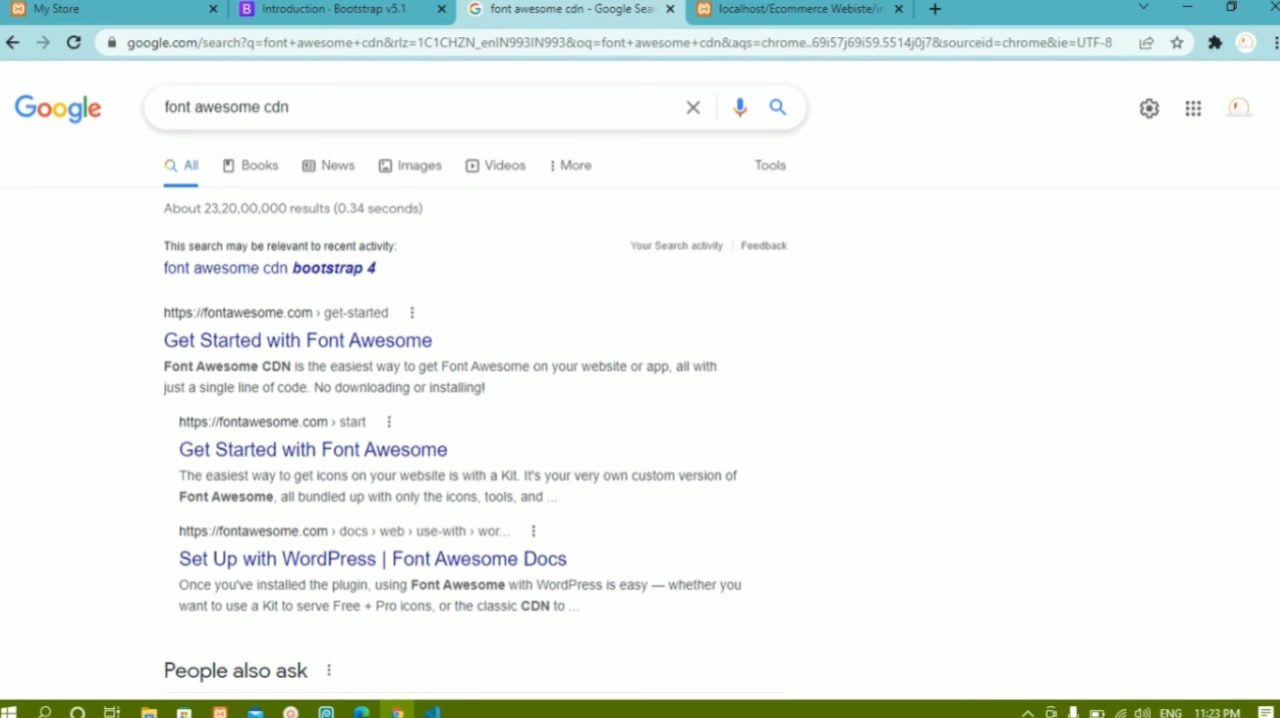 My Store
Introduction · Bootstrap v5.1
font awesome cdn - Google Sear
localhost/Ecommerce Webiste/in
google.com/search?q=font+awesome+cdn&rlz=1C1CHZN_enIN993IN993&oq=font+awesome+cdn&aqs=chrome..69i57j69i59.5514j0j7&sourceid=chrome&ie=UTF-8
Google
font awesome cdn
All
Books
News
Images
Videos
More
Tools
About 23,20,00,000 results (0.34 seconds)
This search may be relevant to recent activity:
Your Search activity
Feedback
font awesome cdn bootstrap 4
https://fontawesome.com › get-started
Get Started with Font Awesome
Font Awesome CDN is the easiest way to get Font Awesome on your website or app, all with
just a single line of code. No downloading or installing!
https://fontawesome.com › start
Get Started with Font Awesome
The easiest way to get icons on your website is with a Kit. It's your very own custom version of
Font Awesome, all bundled up with only the icons, tools, and ...
https://fontawesome.com › docs › web › use-with › wor...
Set Up with WordPress | Font Awesome Docs
Once you've installed the plugin, using Font Awesome with WordPress is easy — whether you
want to use a Kit to serve Free + Pro icons, or the classic CDN to ...
People also ask
ENG
11:23 PM